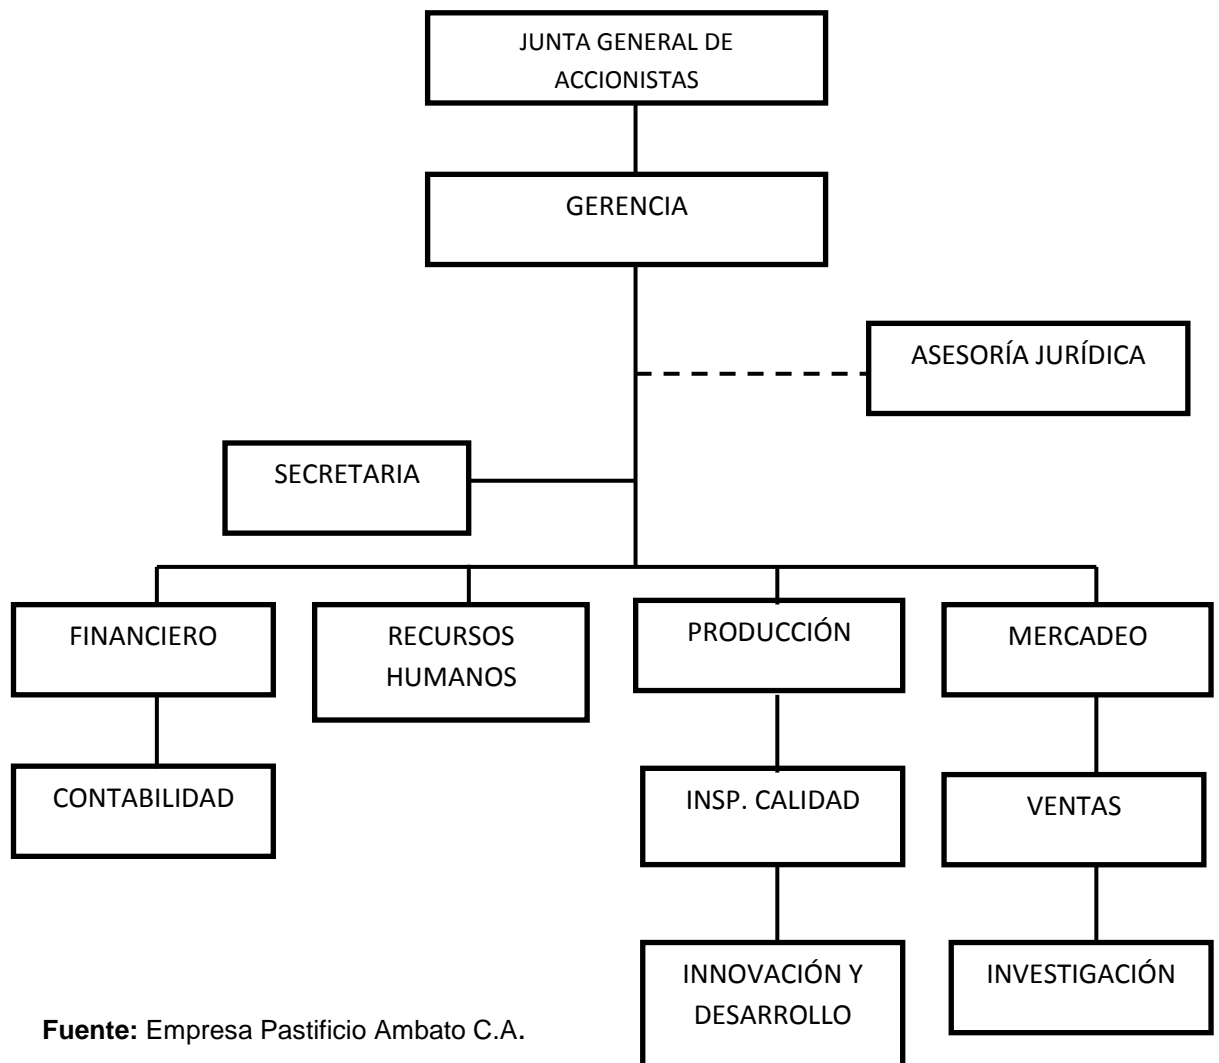 JUNTA GENERAL DE
ACCIONISTAS
GERENCIA
ASESORÍA JURÍDICA
SECRETARIA
FINANCIERO
RECURSOS
HUMANOS
PRODUCCIÓN
MERCADEO
CONTABILIDAD
INSP. CALIDAD
VENTAS
INNOVACIÓN Y
DESARROLLO
INVESTIGACIÓN
Fuente: Empresa Pastificio Ambato C.A.